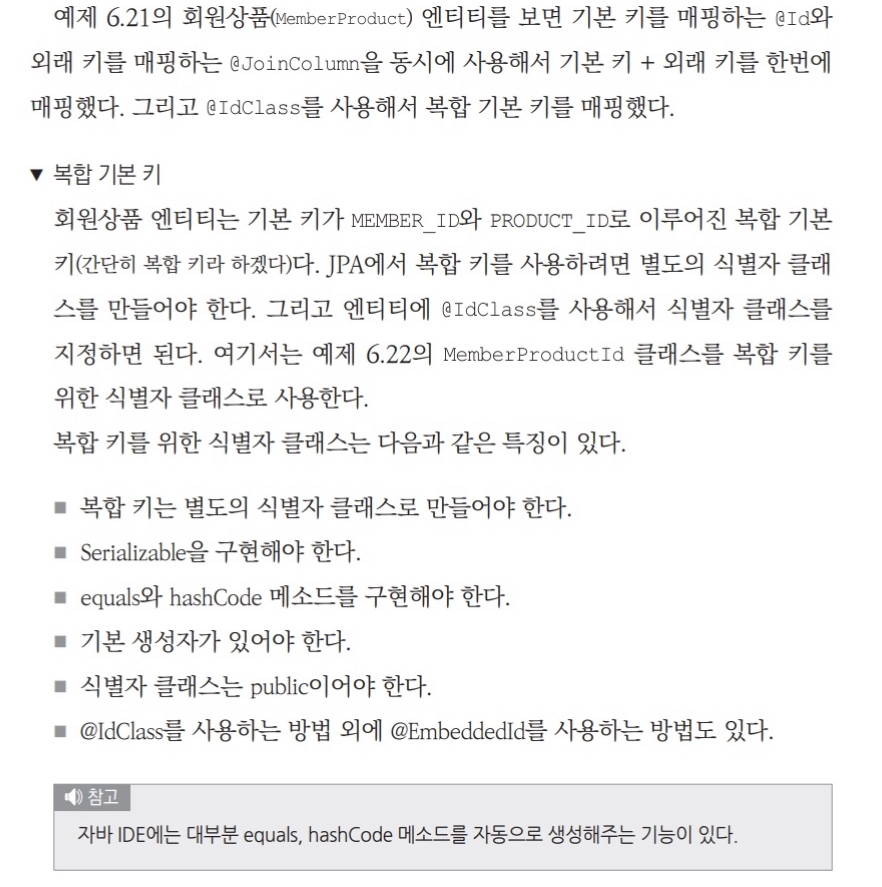 예제 6.21의 회원상품(MemberProduct) 엔티티를 보면 기본 키를 매핑하는 @Id와
외래 키를 매핑하는 @JoinColumn을 동시에 사용해서 기본 키 + 외래 키를 한번에
매핑했다. 그리고 @IdClass를 사용해서 복합 기본 키를 매핑했다.
▼ 복합 기본 키
회원상품 엔티티는 기본 키가 MEMBER_ID와 PRODUCT_ID로 이루어진 복합 기본
키(간단히 복합 키라 하겠다)다. JPA에서 복합 키를 사용하려면 별도의 식별자 클래
스를 만들어야 한다. 그리고 엔티티에 @IdClass를 사용해서 식별자 클래스를
지정하면 된다. 여기서는 예제 6.22의 MemberProductId 클래스를 복합 키를
위한 식별자 클래스로 사용한다.
복합 키를 위한 식별자 클래스는 다음과 같은 특징이 있다.
■ 복합 키는 별도의 식별자 클래스로 만들어야 한다.
■ Serializable을 구현해야 한다.
■ equals와 hashCode 메소드를 구현해야 한다.
■ 기본 생성자가 있어야 한다.
■ 식별자 클래스는 public이어야 한다.
■ @IdClass를 사용하는 방법 외에 @EmbeddedId를 사용하는 방법도 있다.
참고
자바 IDE에는 대부분 equals, hashCode 메소드를 자동으로 생성해주는 기능이 있다.